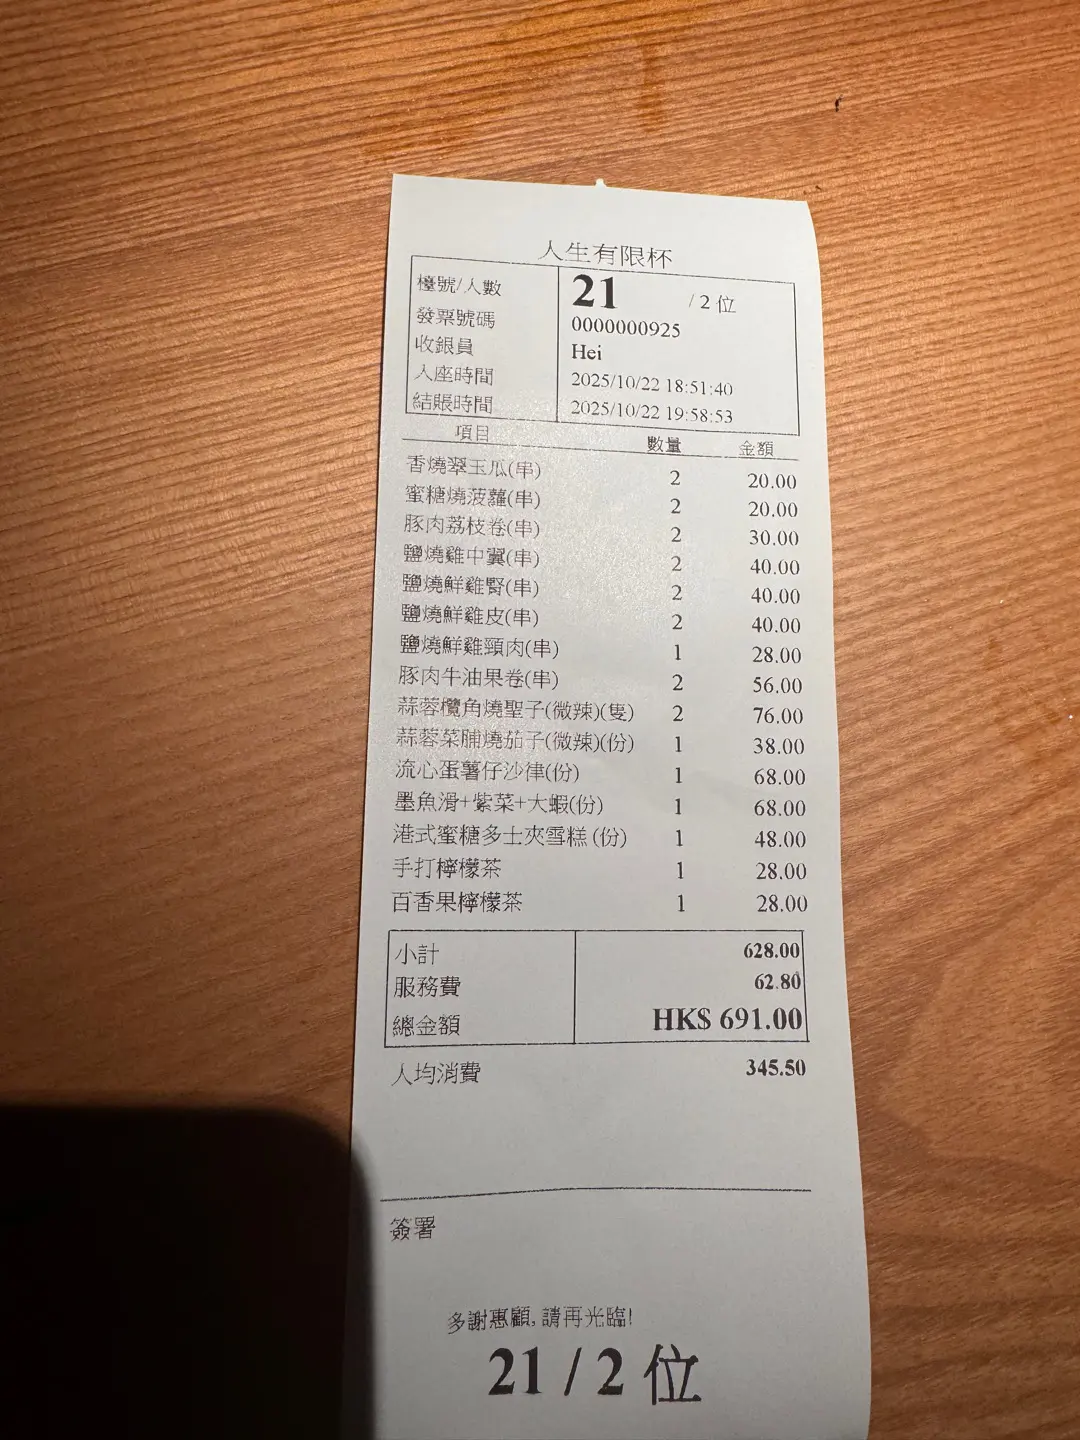 人生有限杯
檯號/人數 21 / 2 位
發票號碼 0000000925
收銀員 Hei
入座時間 2025/10/22 18:51:40
結賬時間 2025/10/22 19:58:53
項目 數量 金額
香燒翠玉瓜(串) 2 20.00
蜜糖燒菠蘿(串) 2 20.00
豚肉荔枝卷(串) 2 30.00
鹽燒雞中翼(串) 2 40.00
鹽燒鮮雞腎(串) 2 40.00
鹽燒鮮雞皮(串) 2 40.00
鹽燒鮮雞頸肉(串) 1 28.00
豚肉牛油果卷(串) 2 56.00
蒜蓉欖角燒聖子(微辣)(隻) 2 76.00
蒜蓉菜脯燒茄子(微辣)(份) 1 38.00
流心蛋薯仔沙律(份) 1 68.00
墨魚滑+紫菜+大蝦(份) 1 68.00
港式蜜糖多士夾雪糕 (份) 1 48.00
手打檸檬茶 1 28.00
百香果檸檬茶 1 28.00
小計 628.00
服務費 62.80
總金額 HK$ 691.00
人均消費 345.50
簽署
多謝惠顧, 請再光臨!
21 / 2 位